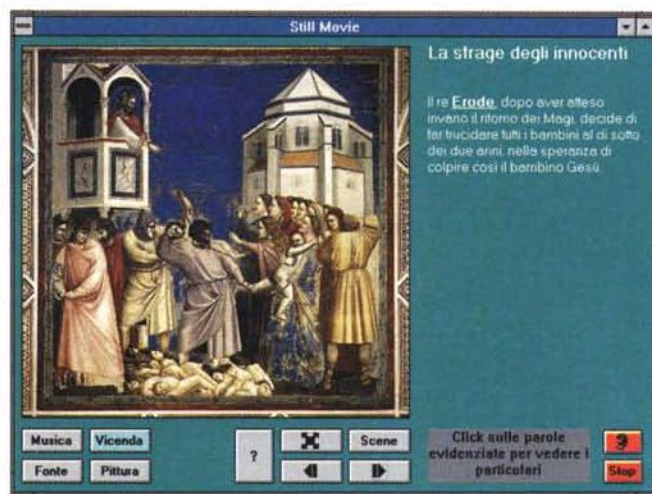 Still Movie
La strage degli innocenti
Il re Erode, dopo aver atteso
invano il ritorno dei Magi, decide di
far trucidare tutti i bambini al di sotto
dei due anni, nella speranza di
colpire così il bambino Gesù.
Musica Vicenda ? Scene
Fonte Pittura
Click sulle parole
evidenziate per vedere i
particolari
Stop